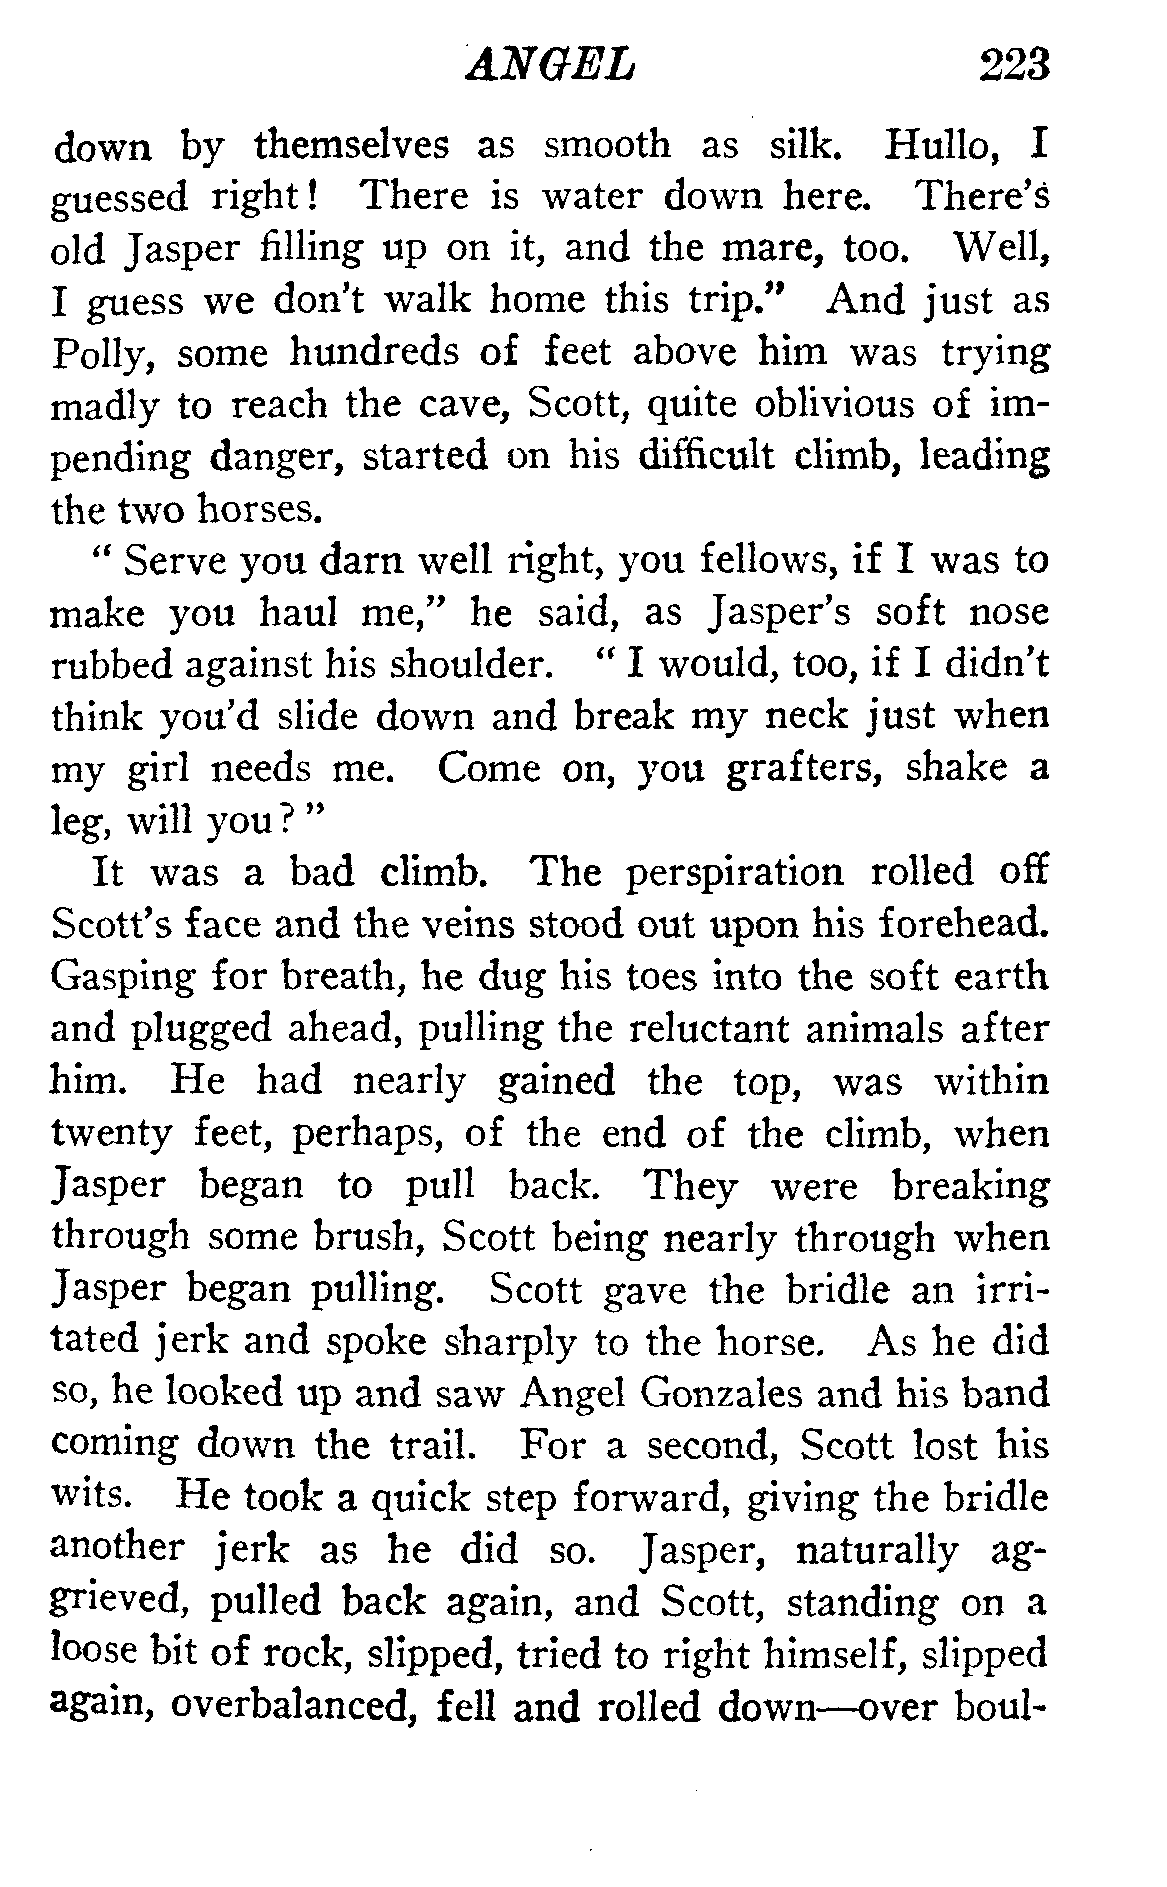 ANGEL 223
down by themselves as smooth as silk. Hullo, I
guessed right! There is water down here. There's
old Jasper filling up on it, and the mare, too. Well,
I guess we don't walk home this trip." And just as
Polly, some hundreds of feet above him was trying
madly to reach the cave, Scott, quite oblivious of im-
pending danger, started on his difficult climb, leading
the two horses.
" Serve you darn well right, you fellows, if I was to
make you haul me," he said, as Jasper's soft nose
rubbed against his shoulder. " I would, too, if I didn't
think you'd slide down and break my neck just when
my girl needs me. Come on, you grafters, shake a
leg, will you? "
It was a bad climb. The perspiration rolled off
Scott's face and the veins stood out upon his forehead.
Gasping for breath, he dug his toes into the soft earth
and plugged ahead, pulling the reluctant animals after
him. He had nearly gained the top, was within
twenty feet, perhaps, of the end of the climb, when
Jasper began to pull back. They were breaking
through some brush, Scott being nearly through when
Jasper began pulling. Scott gave the bridle an irri-
tated jerk and spoke sharply to the horse. As he did
so, he looked up and saw Angel Gonzales and his band
coming down the trail. For a second, Scott lost his
wits. He took a quick step forward, giving the bridle
another jerk as he did so. Jasper, naturally ag-
grieved, pulled back again, and Scott, standing on a
loose bit of rock, slipped, tried to right himself, slipped
again, overbalanced, fell and rolled down—over boul-